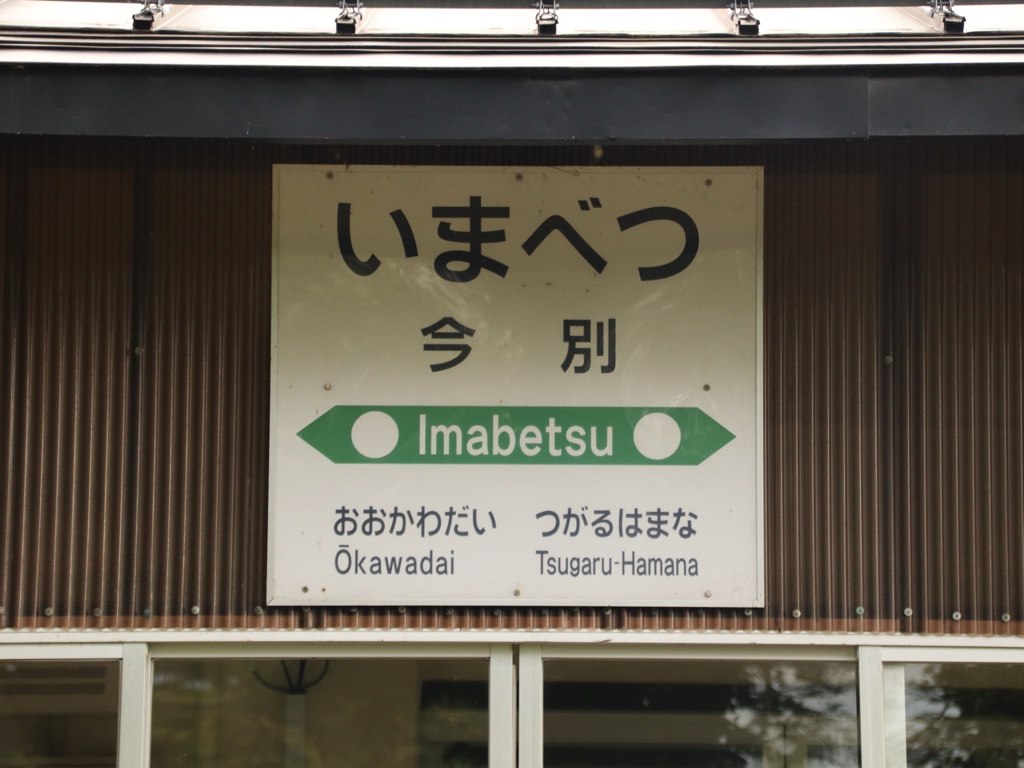 いまべつ
今別
Imabetsu
おおかわだい つがるはまな
Ōkawadai Tsugaru-Hamana